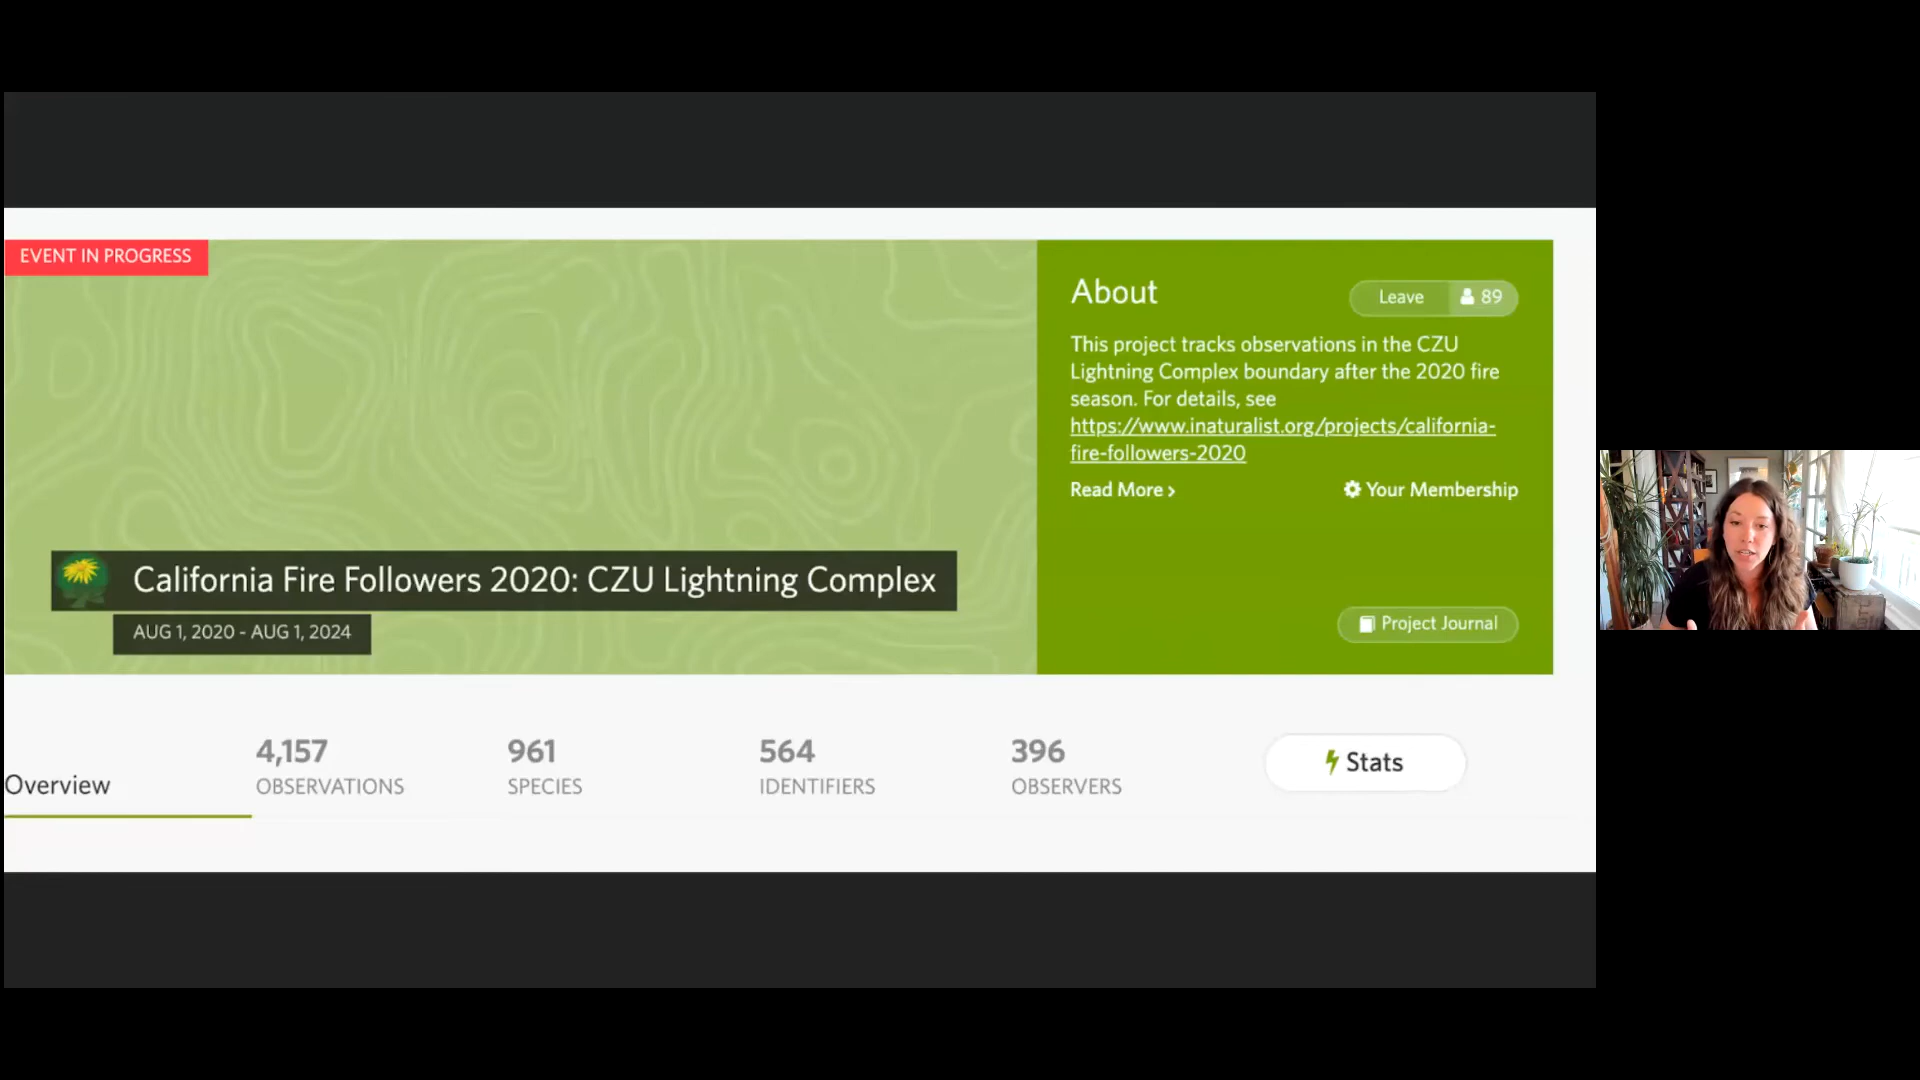 EVENT IN PROGRESS
California Fire Followers 2020: CZU Lightning Complex
AUG 1, 2020 - AUG 1, 2024
About
Leave
89
This project tracks observations in the CZU
Lightning Complex boundary after the 2020 fire
season. For details, see
https://www.inaturalist.org/projects/california-
fire-followers-2020
Read More ›
Your Membership
Project Journal
Overview
4,157
OBSERVATIONS
961
SPECIES
564
IDENTIFIERS
396
OBSERVERS
Stats